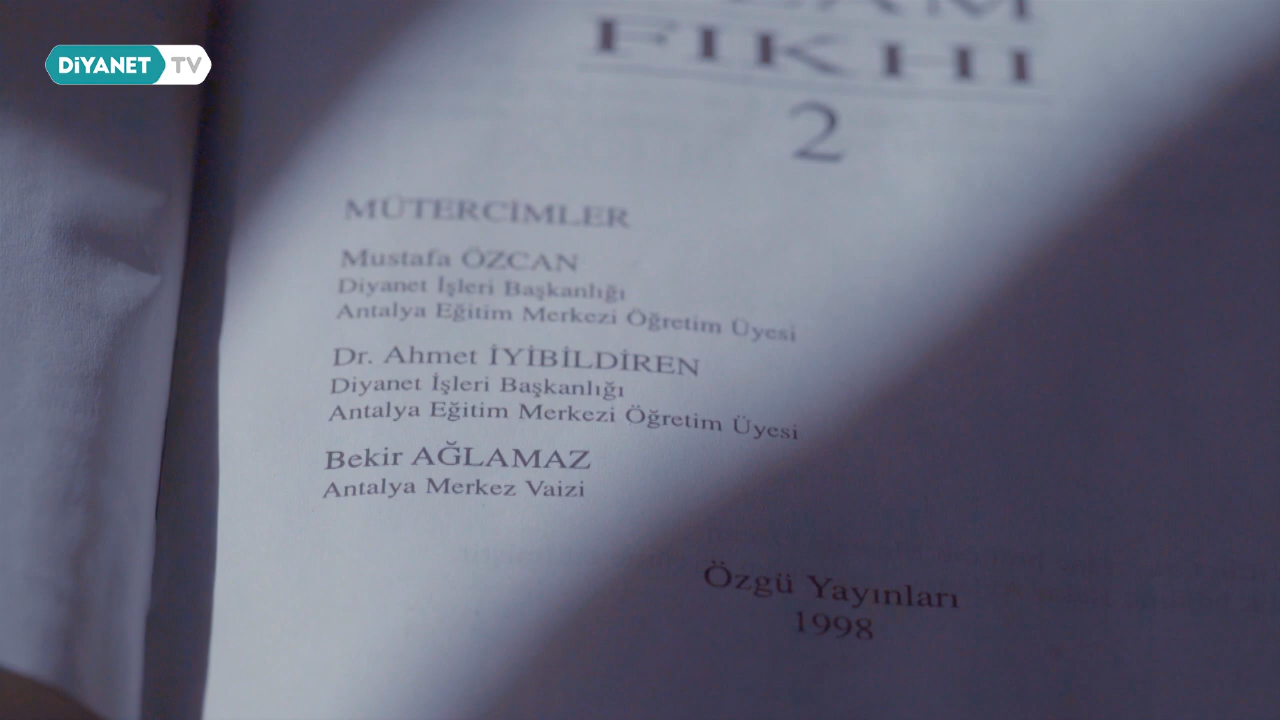 DİYANET TV
FIKHI
2
MÜTERCİMLER
Mustafa ÖZCAN
Diyanet İşleri Başkanlığı
Antalya Eğitim Merkezi Öğretim Üyesi
Dr. Ahmet İYİBİLDİREN
Diyanet İşleri Başkanlığı
Antalya Eğitim Merkezi Öğretim Üyesi
Bekir AĞLAMAZ
Antalya Merkez Vaizi
Özgü Yayınları
1998